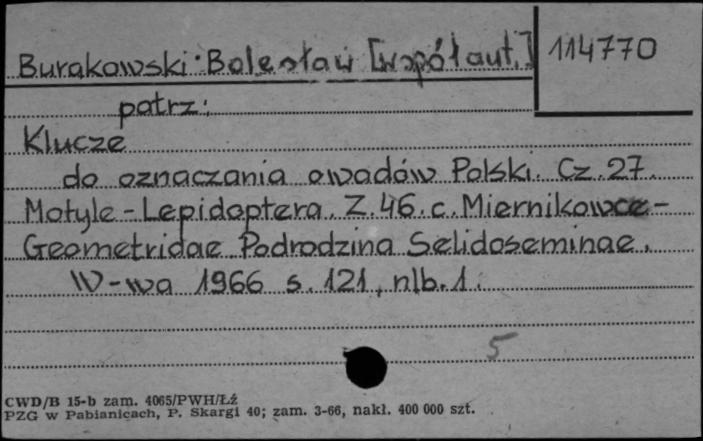 Burakowski Bolesław [współaut.]
114770
patrz:
Klucze
do oznaczania owadów Polski. Cz. 27.
Motyle - Lepidoptera. Z. 46. c. Miernikowce -
Geometridae Podrodzina Selidoseminae.
W-wa 1966 s. 121, nlb. 1.
5
CWD/B 15-b zam. 4065/PWH/Łź
PZG w Pabianicach, P. Skargi 40; zam. 3-66, nakł. 400 000 szt.